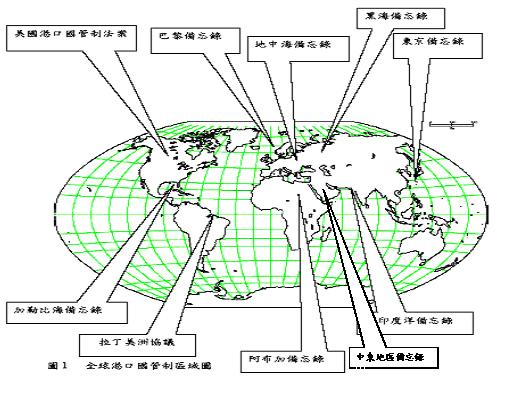 黑海備忘錄
美國港口國管制法案
巴黎備忘錄
地中海備忘錄
東京備忘錄
加勒比海備忘錄
印度洋備忘錄
拉丁美洲協議
阿布加備忘錄
中東地區備忘錄
圖1 全球港口國管制區域圖